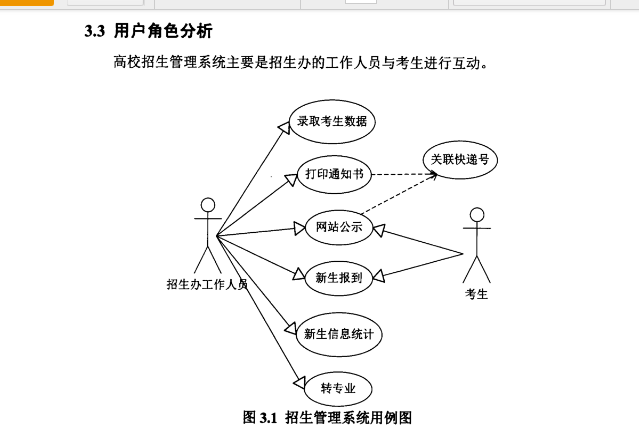 3.3 用户角色分析
高校招生管理系统主要是招生办的工作人员与考生进行互动。
录取考生数据
打印通知书
关联快递号
网站公示
新生报到
招生办工作人员
考生
新生信息统计
转专业
图 3.1 招生管理系统用例图